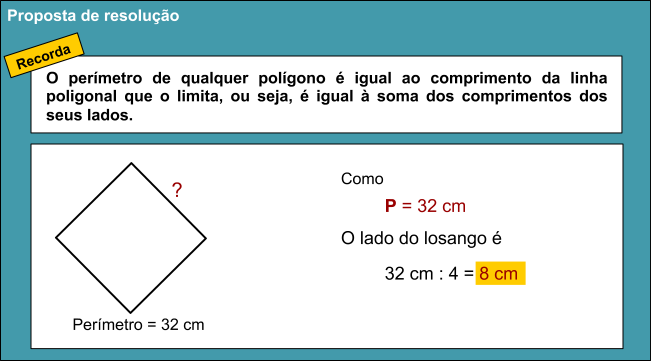 Proposta de resolução
Recorda
O perímetro de qualquer polígono é igual ao comprimento da linha
poligonal que o limita, ou seja, é igual à soma dos comprimentos dos
seus lados.
?
Perímetro = 32 cm
Como
P = 32 cm
O lado do losango é
32 cm : 4 = 8 cm